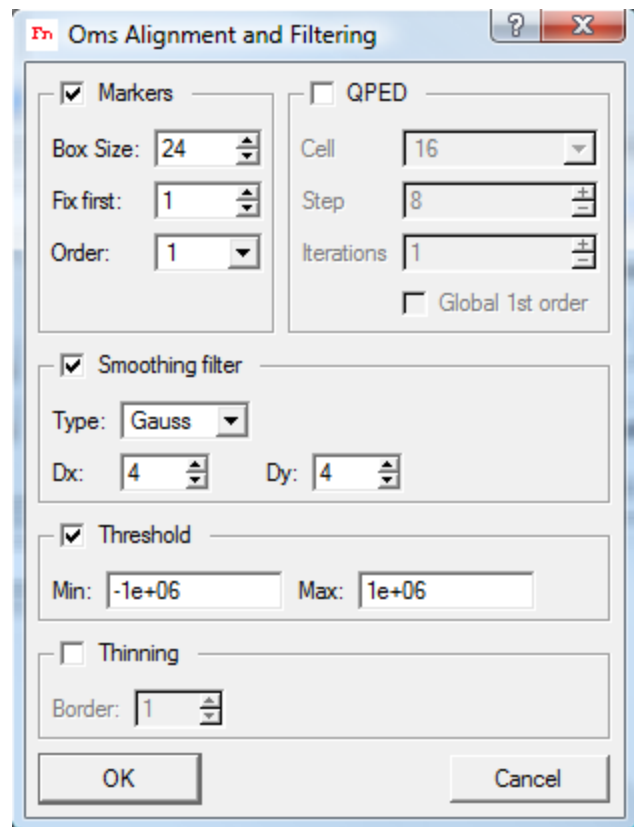 Fn Oms Alignment and Filtering ? X
Markers
Box Size: 24
Fix first: 1
Order: 1
QPED
Cell 16
Step 8
Iterations 1
Global 1st order
Smoothing filter
Type: Gauss
Dx: 4 Dy: 4
Threshold
Min: -1e+06 Max: 1e+06
Thinning
Border: 1
OK Cancel